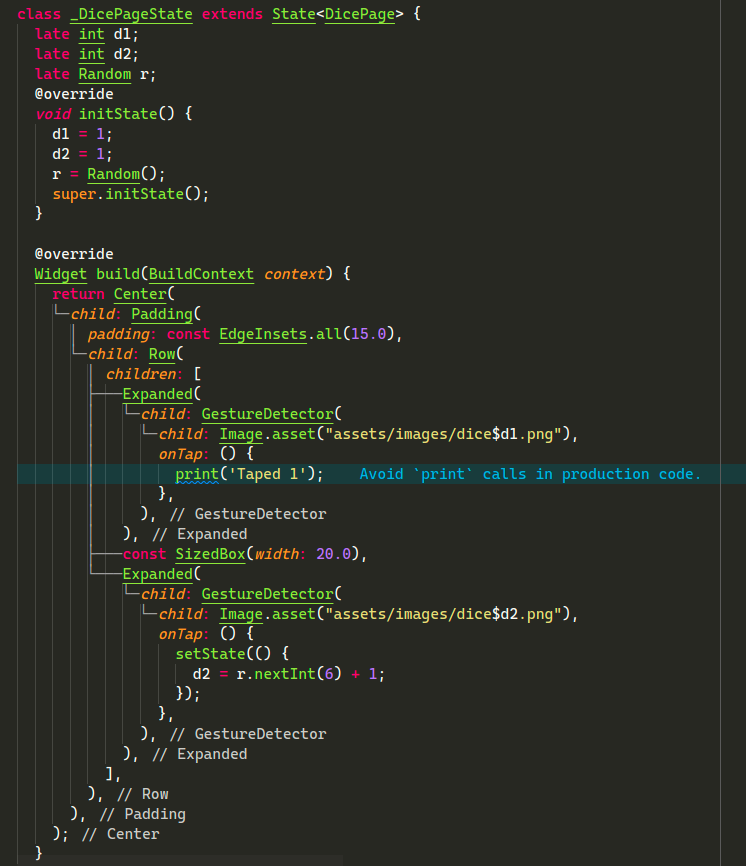 class _DicePageState extends State<DicePage> {
  late int d1;
  late int d2;
  late Random r;
  @override
  void initState() {
    d1 = 1;
    d2 = 1;
    r = Random();
    super.initState();
  }

  @override
  Widget build(BuildContext context) {
    return Center(
      child: Padding(
        padding: const EdgeInsets.all(15.0),
        child: Row(
          children: [
            Expanded(
              child: GestureDetector(
                child: Image.asset("assets/images/dice$d1.png"),
                onTap: () {
                  print('Taped 1');    Avoid `print` calls in production code.
                },
              ), // GestureDetector
            ), // Expanded
            const SizedBox(width: 20.0),
            Expanded(
              child: GestureDetector(
                child: Image.asset("assets/images/dice$d2.png"),
                onTap: () {
                  setState(() {
                    d2 = r.nextInt(6) + 1;
                  });
                },
              ), // GestureDetector
            ), // Expanded
          ],
        ), // Row
      ), // Padding
    ); // Center
  }